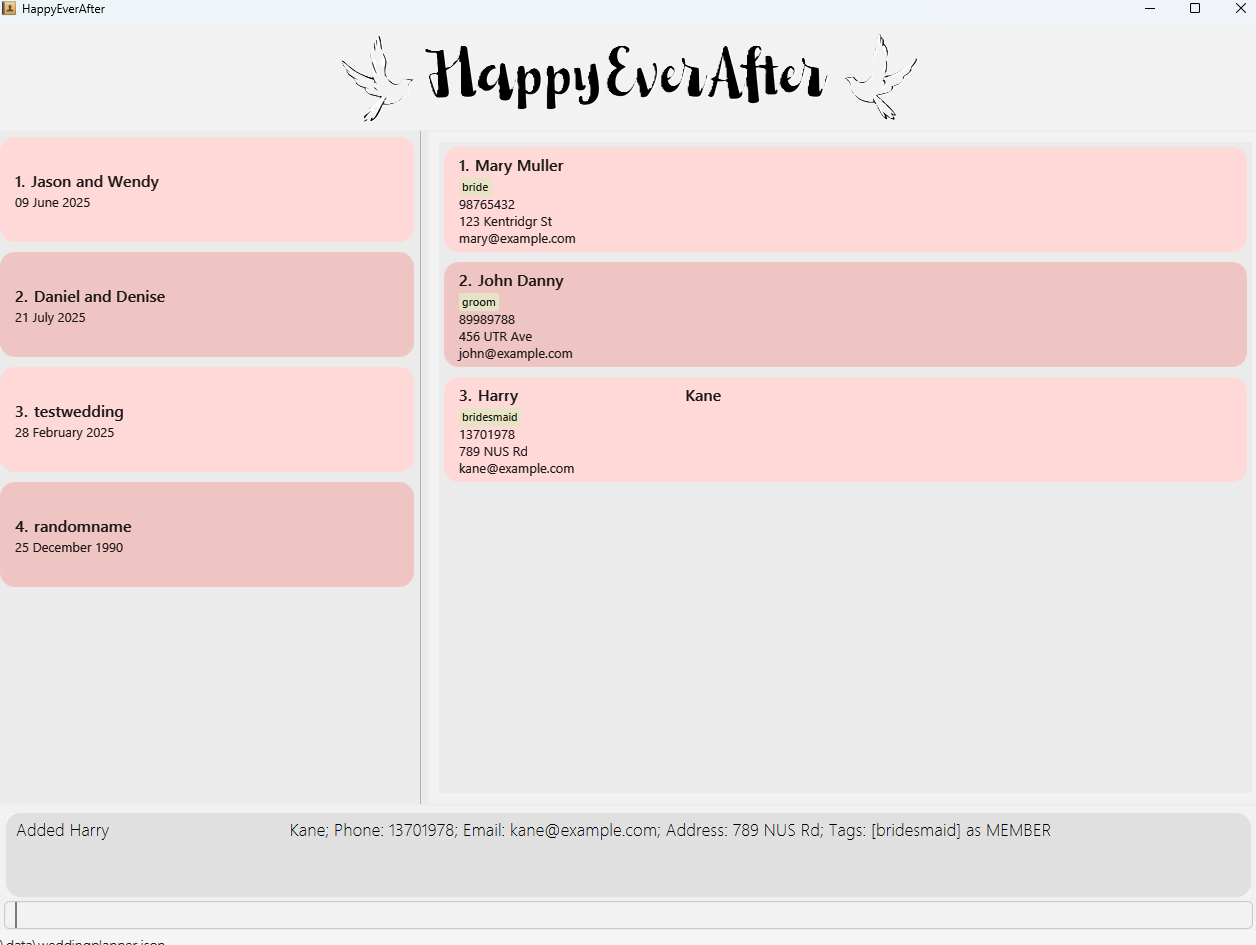 HappyEverAfter
HappyEverAfter
1. Jason and Wendy
09 June 2025
2. Daniel and Denise
21 July 2025
3. testwedding
28 February 2025
4. randomname
25 December 1990
1. Mary Muller
bride
98765432
123 Kentridgr St
mary@example.com
2. John Danny
groom
89989788
456 UTR Ave
john@example.com
3. Harry Kane
bridesmaid
13701978
789 NUS Rd
kane@example.com
Added Harry Kane; Phone: 13701978; Email: kane@example.com; Address: 789 NUS Rd; Tags: [bridesmaid] as MEMBER
\data\weddingplanner.json